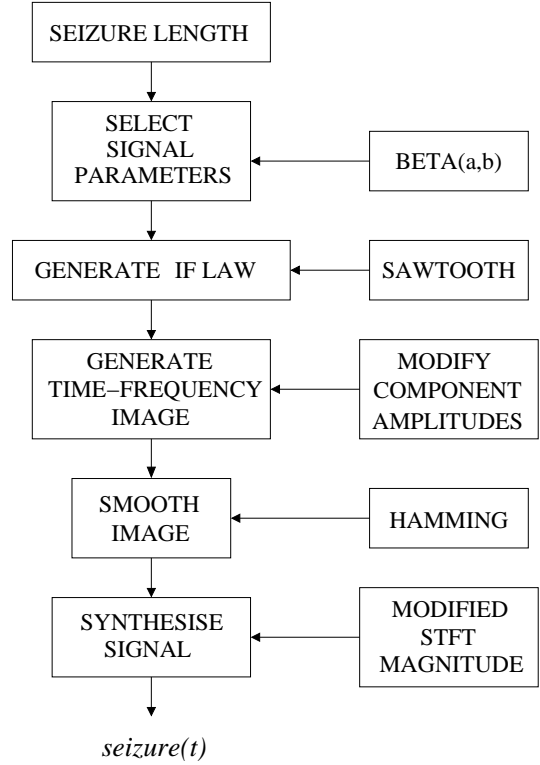 SEIZURE LENGTH
SELECT
SIGNAL
PARAMETERS
BETA(a,b)
GENERATE IF LAW
SAWTOOTH
GENERATE
TIME−FREQUENCY
IMAGE
MODIFY
COMPONENT
AMPLITUDES
SMOOTH
IMAGE
HAMMING
SYNTHESISE
SIGNAL
MODIFIED
STFT
MAGNITUDE
seizure(t)